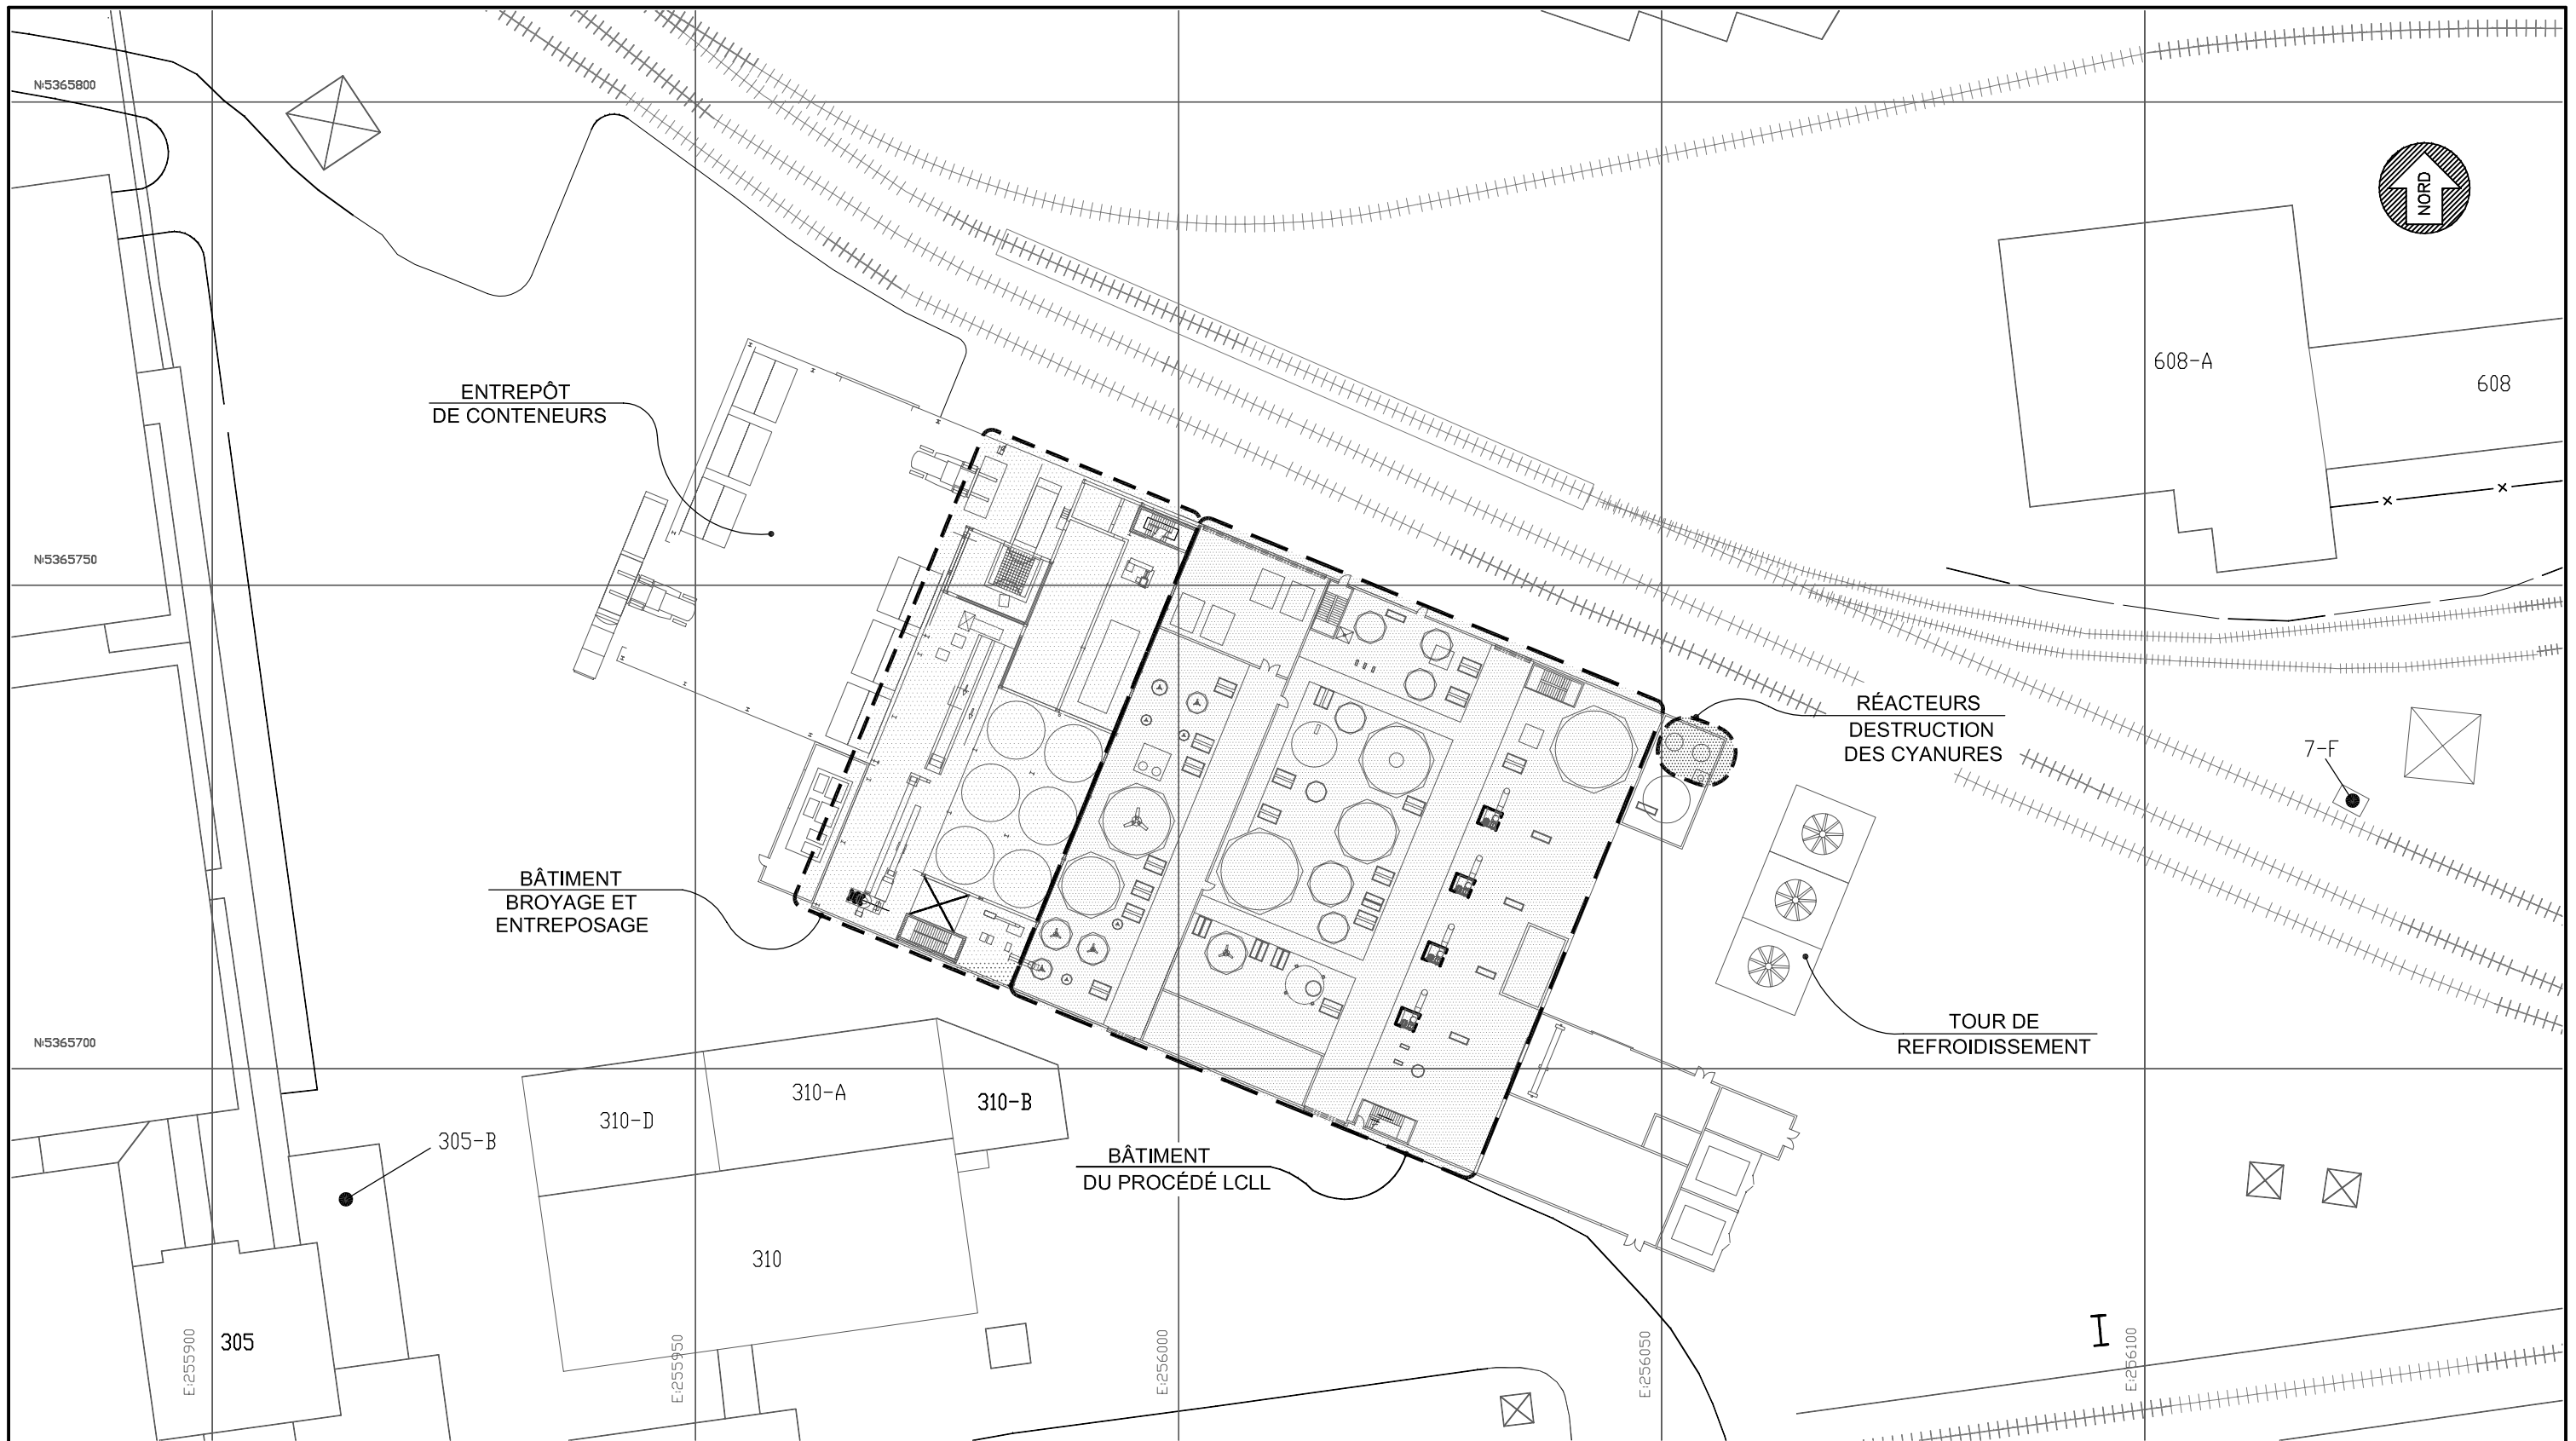 N:5365800
NORD
608-A
608
ENTREPÔT
DE CONTENEURS
N:5365750
RÉACTEURS
DESTRUCTION
DES CYANURES
7-F
BÂTIMENT
BROYAGE ET
ENTREPOSAGE
TOUR DE
REFROIDISSEMENT
N:5365700
310-D
310-A
310-B
305-B
BÂTIMENT
DU PROCÉDÉ LCLL
310
305
E:255900
E:255950
E:256000
E:256050
E:256100